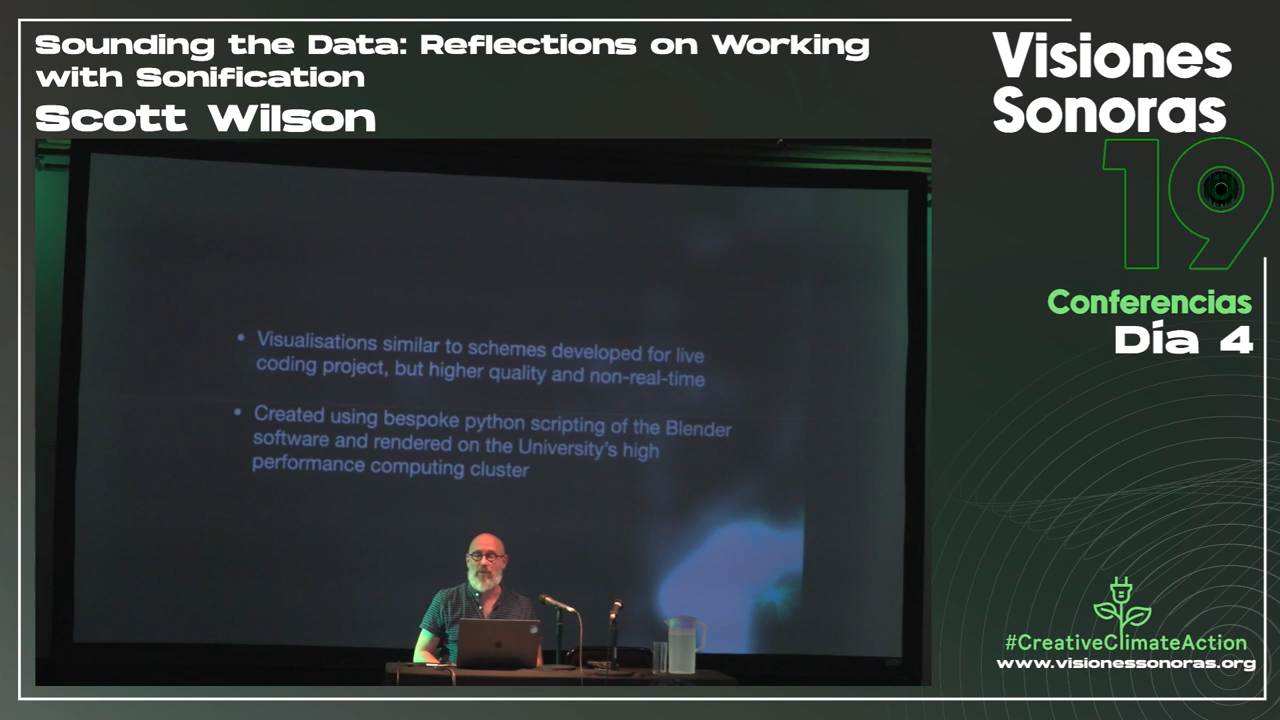 Sounding the Data: Reflections on Working
with Sonification
Scott Wilson
Visiones
Sonoras
19
Conferencias
Día 4
• Visualisations similar to schemes developed for live
coding project, but higher quality and non-real-time
• Created using bespoke python scripting of the Blender
software and rendered on the University's high
performance computing cluster
#CreativeClimateAction
www.visionessonoras.org